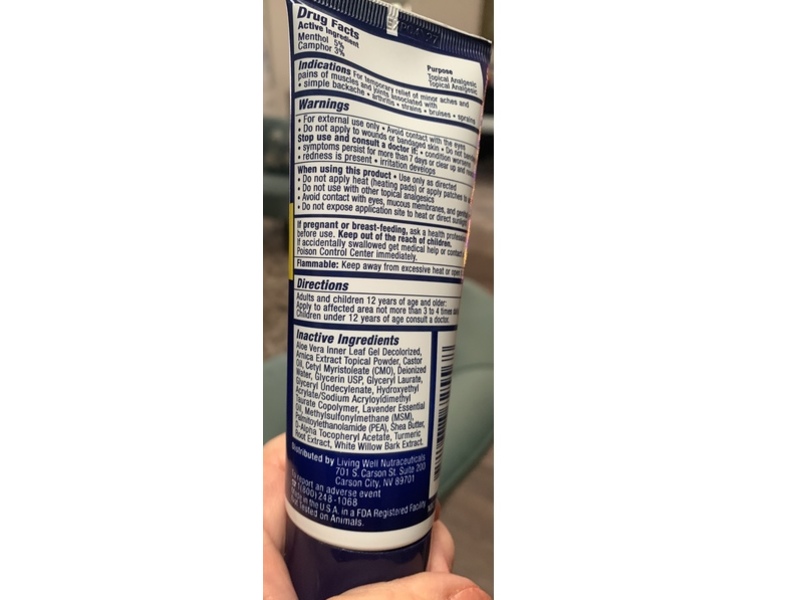 Drug Facts
Active Ingredient
Menthol 5%
Camphor 3%
Purpose
Topical Analgesic
Topical Analgesic
Indications For temporary relief of minor aches and
pains of muscles and joints associated with
• simple backache • arthritis • strains • bruises • sprains
Warnings
• For external use only • Avoid contact with the eyes
• Do not apply to wounds or bandaged skin • Do not
Stop use and consult a doctor if: • condition worsens
• symptoms persist for more than 7 days or clear up and
• redness is present • irritation develops
When using this product • Use only as directed
• Do not apply heat (heating pads) or apply patches to
• Do not use with other topical analgesics
• Avoid contact with eyes, mucous membranes, and
• Do not expose application site to heat or direct
If pregnant or breast-feeding, ask a health
before use. Keep out of the reach of children.
If accidentally swallowed get medical help or contact
Poison Control Center immediately.
Flammable: Keep away from excessive heat or
Directions
Adults and children 12 years of age and older:
Apply to affected area not more than 3 to 4 times
Children under 12 years of age consult a doctor.
Inactive Ingredients
Aloe Vera Inner Leaf Gel Decolorized,
Arnica Extract Topical Powder, Castor
Oil, Cetyl Myristoleate (CMO), Deionized
Water, Glycerin USP, Glyceryl Laurate,
Glyceryl Undecylenate, Hydroxyethyl
Acrylate/Sodium Acryloyldimethyl
Taurate Copolymer, Lavender Essential
Oil, Methylsulfonylmethane (MSM),
Palmitoylethanolamide (PEA), Shea Butter,
D-Alpha Tocopheryl Acetate, Turmeric
Root Extract, White Willow Bark Extract.
Distributed by Living Well Nutraceuticals
701 S. Carson St. Suite 200
Carson City, NV 89701
report an adverse event
1(800)248-1068
Made in the U.S.A. in a FDA Registered Facility
Not Tested on Animals.